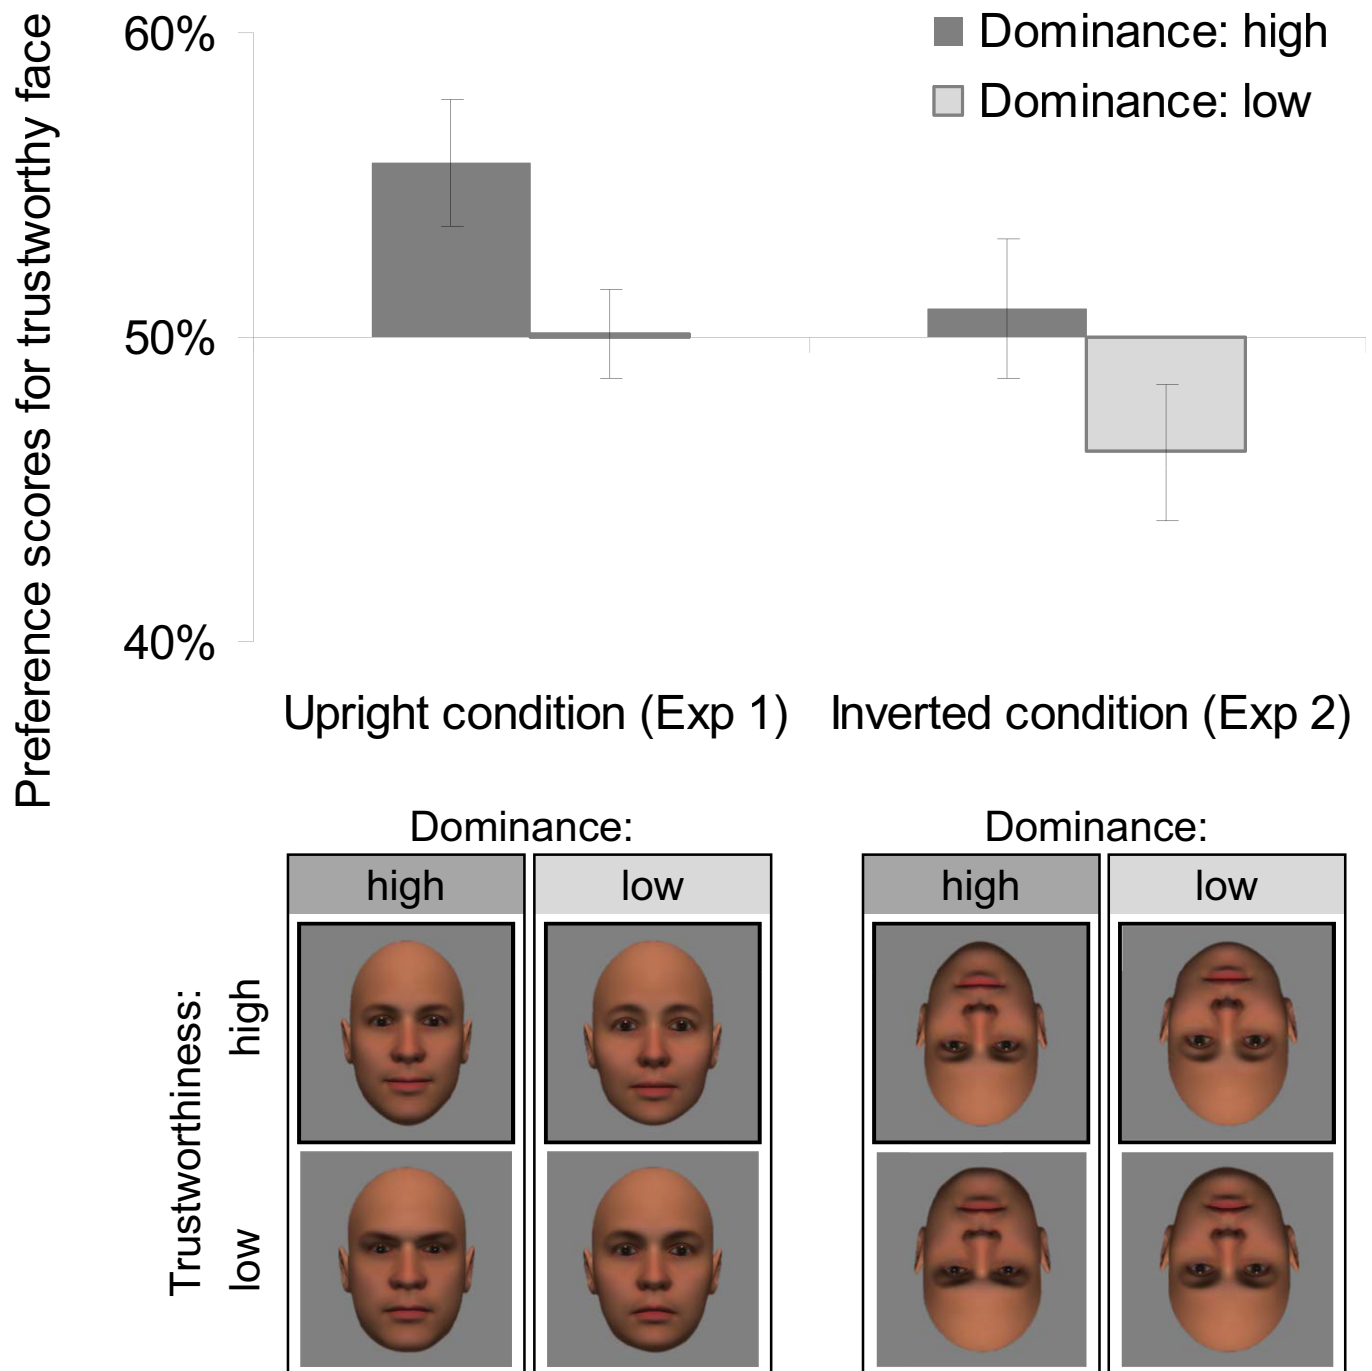 Preference scores for trustworthy face
60%
50%
40%
Dominance: high
Dominance: low
Upright condition (Exp 1)
Inverted condition (Exp 2)
Dominance:
high
low
Dominance:
high
low
Trustworthiness:
high
low